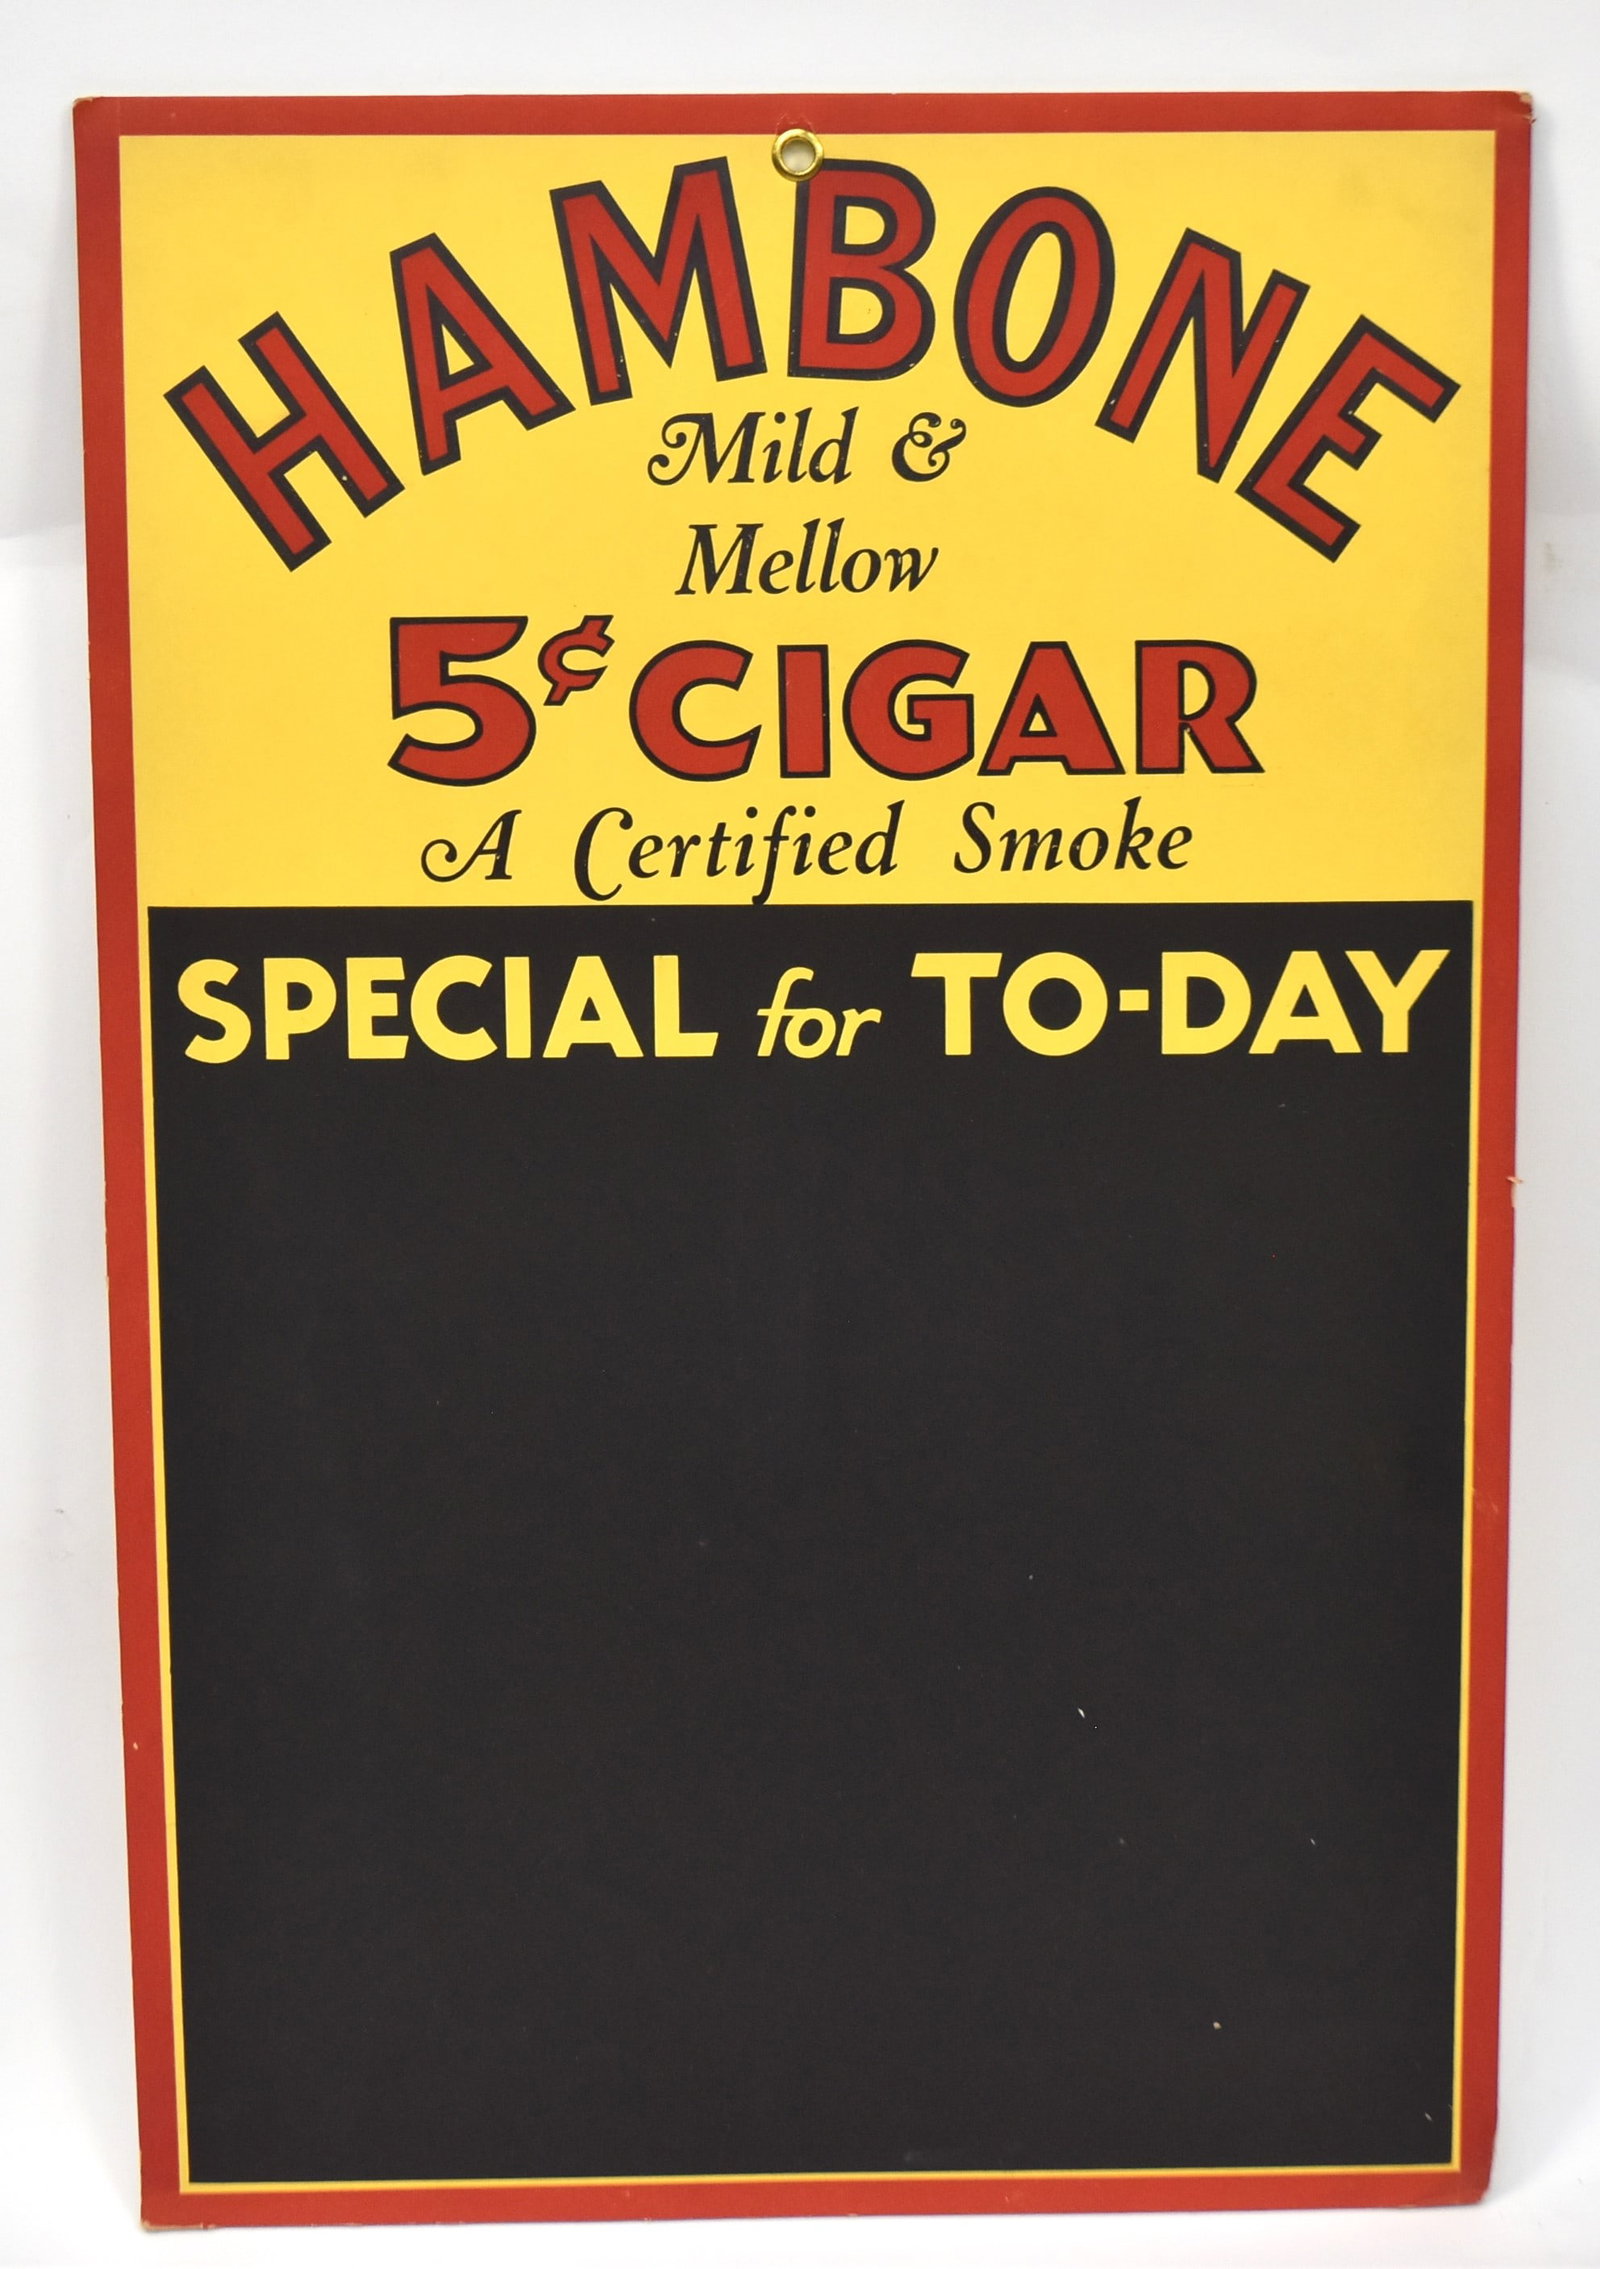 HAMBONE
Mild &
Mellow
5¢ CIGAR
A Certified Smoke
SPECIAL for TO-DAY